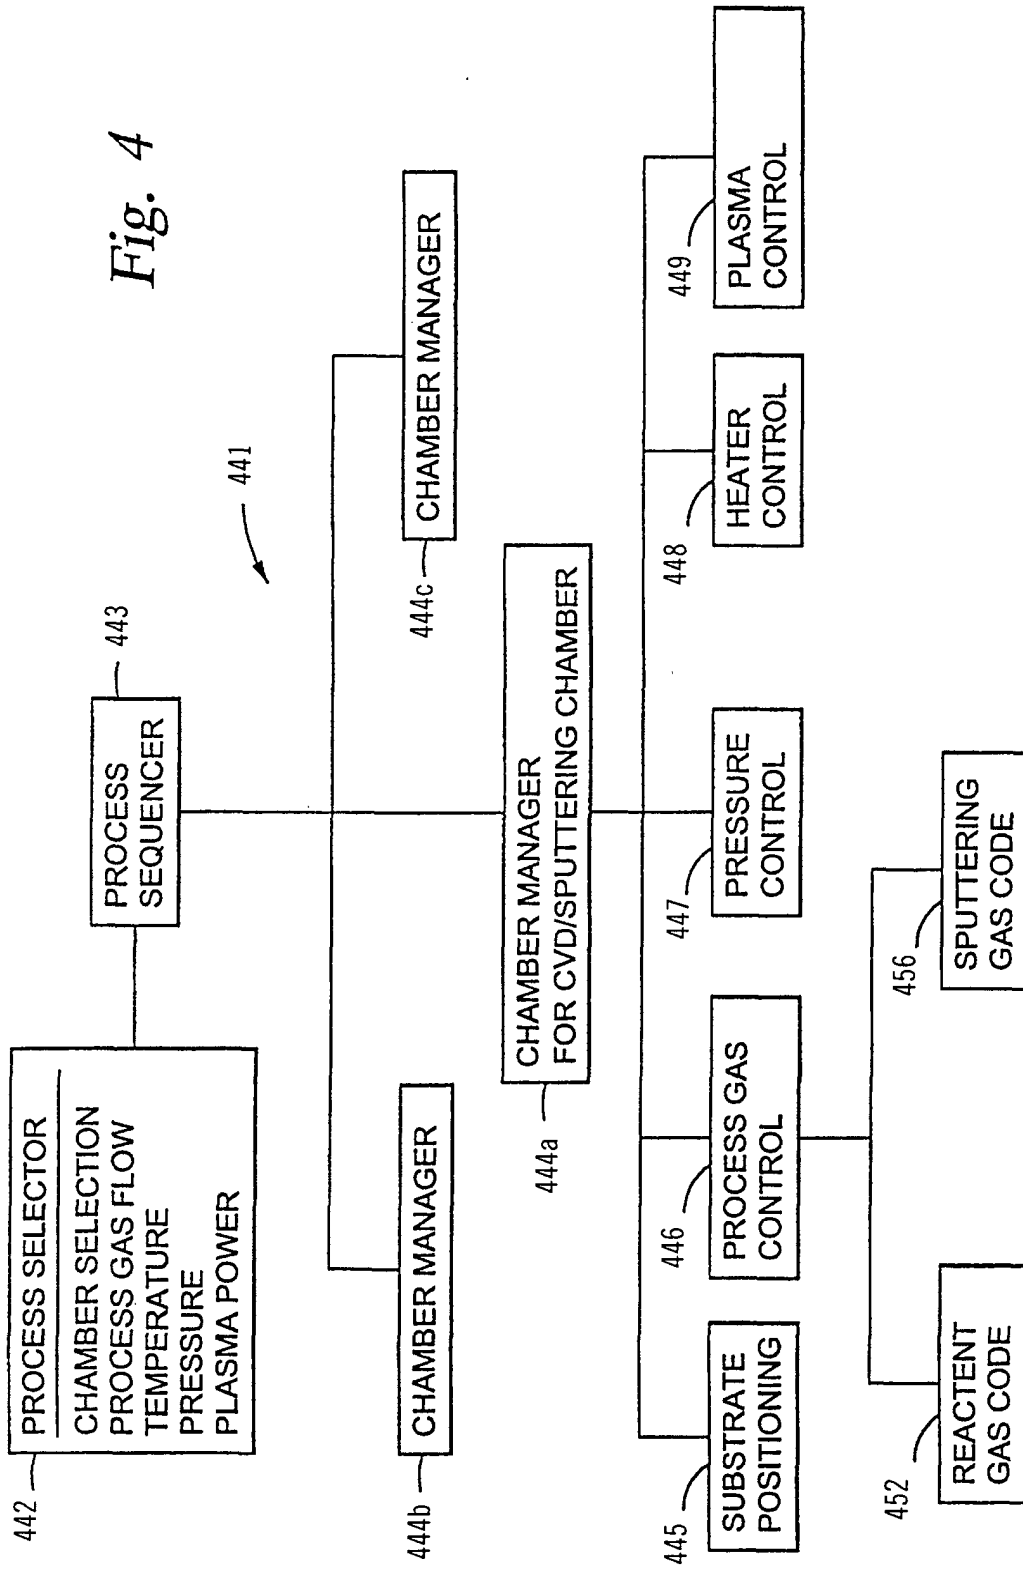 Fig. 4
441
442
PROCESS SELECTOR
CHAMBER SELECTION
PROCESS GAS FLOW
TEMPERATURE
PRESSURE
PLASMA POWER
443
PROCESS
SEQUENCER
444b
CHAMBER MANAGER
444c
CHAMBER MANAGER
444a
CHAMBER MANAGER
FOR CVD/SPUTTERING CHAMBER
445
SUBSTRATE
POSITIONING
446
PROCESS GAS
CONTROL
447
PRESSURE
CONTROL
448
HEATER
CONTROL
449
PLASMA
CONTROL
452
REACTENT
GAS CODE
456
SPUTTERING
GAS CODE